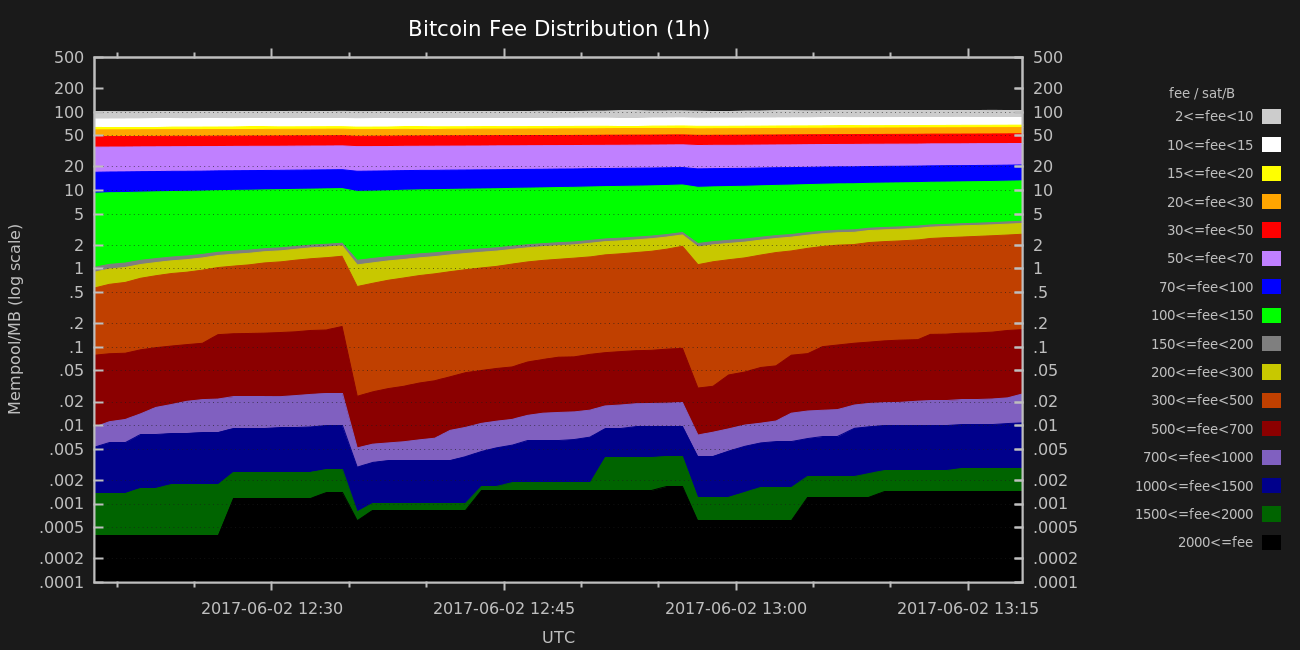 Bitcoin Fee Distribution (1h)
500
200
100
50
20
10
5
2
1
.5
.2
.1
.05
.02
.01
.005
.002
.001
.0005
.0002
.0001
Mempool/MB (log scale)
500
200
100
50
20
10
5
2
1
.5
.2
.1
.05
.02
.01
.005
.002
.001
.0005
.0002
.0001
2017-06-02 12:30
2017-06-02 12:45
2017-06-02 13:00
2017-06-02 13:15
UTC
fee / sat/B
2<=fee<10
10<=fee<15
15<=fee<20
20<=fee<30
30<=fee<50
50<=fee<70
70<=fee<100
100<=fee<150
150<=fee<200
200<=fee<300
300<=fee<500
500<=fee<700
700<=fee<1000
1000<=fee<1500
1500<=fee<2000
2000<=fee